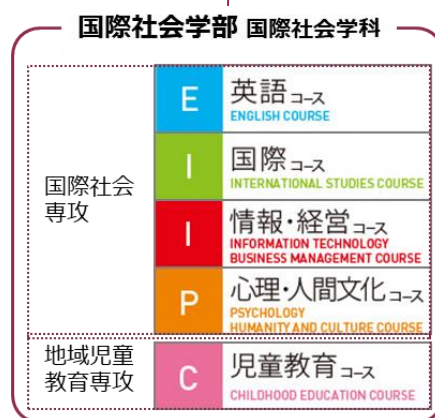 国際社会学部 国際社会学科
国際社会
専攻
E
英語コース
ENGLISH COURSE
I
国際コース
INTERNATIONAL STUDIES COURSE
I
情報・経営コース
INFORMATION TECHNOLOGY
BUSINESS MANAGEMENT COURSE
P
心理・人間文化コース
PSYCHOLOGY
HUMANITY AND CULTURE COURSE
地域児童
教育専攻
C
児童教育コース
CHILDHOOD EDUCATION COURSE